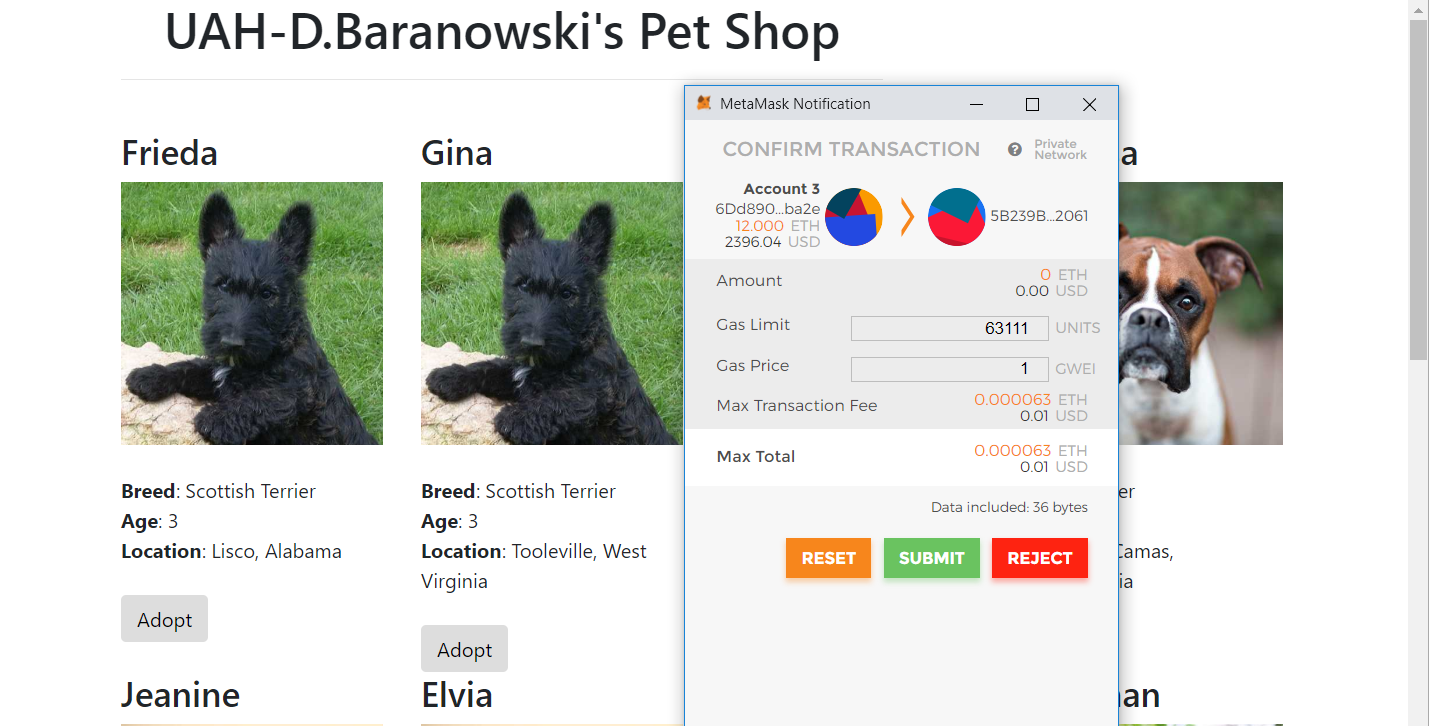 UAH-D.Baranowski's Pet Shop
Frieda
Breed: Scottish Terrier
Age: 3
Location: Lisco, Alabama
Adopt
Gina
Breed: Scottish Terrier
Age: 3
Location: Tooleville, West
Virginia
Adopt
MetaMask Notification
CONFIRM TRANSACTION
? Private
Network
Account 3
6Dd890...ba2e
12.000 ETH
2396.04 USD
5B239B...2061
Amount
0 ETH
0.00 USD
Gas Limit 63111 UNITS
Gas Price 1 GWEI
Max Transaction Fee
0.000063 ETH
0.01 USD
Max Total
0.000063 ETH
0.01 USD
Data included: 36 bytes
RESET SUBMIT REJECT
a
er
Camas,
ia
Jeanine
Elvia
an